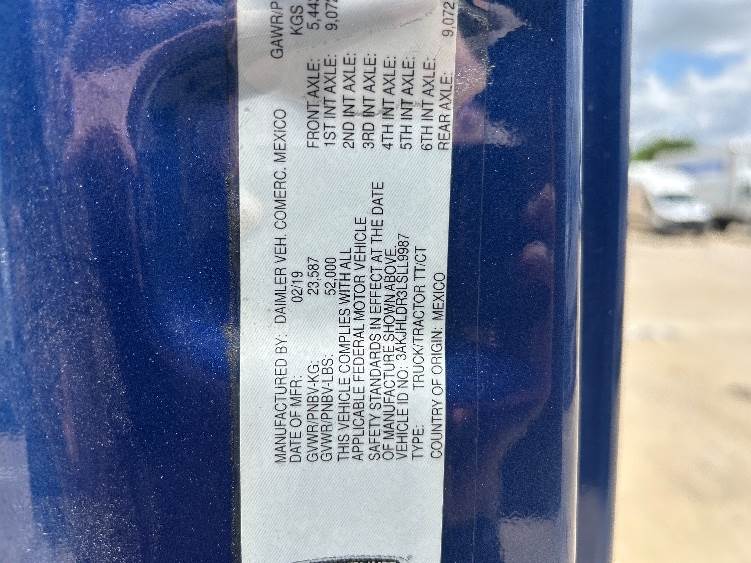 MANUFACTURED BY: DAIMLER VEH. COMERC. MEXICO GAWR/P
DATE OF MFR: 02/19 KGS
GVWR/PNBV-KG: 23,587 FRONT AXLE: 5,443
GVWR/PNBV-LBS: 52,000 1ST INT AXLE: 9,072
THIS VEHICLE COMPLIES WITH ALL 2ND INT AXLE:
APPLICABLE FEDERAL MOTOR VEHICLE 3RD INT AXLE:
SAFETY STANDARDS IN EFFECT AT THE DATE 4TH INT AXLE:
OF MANUFACTURE SHOWN ABOVE. 5TH INT AXLE:
VEHICLE ID NO: 3AKJHLDR3LSLL9987 6TH INT AXLE:
TYPE: TRUCK/TRACTOR TT/CT REAR AXLE: 9,072
COUNTRY OF ORIGIN: MEXICO